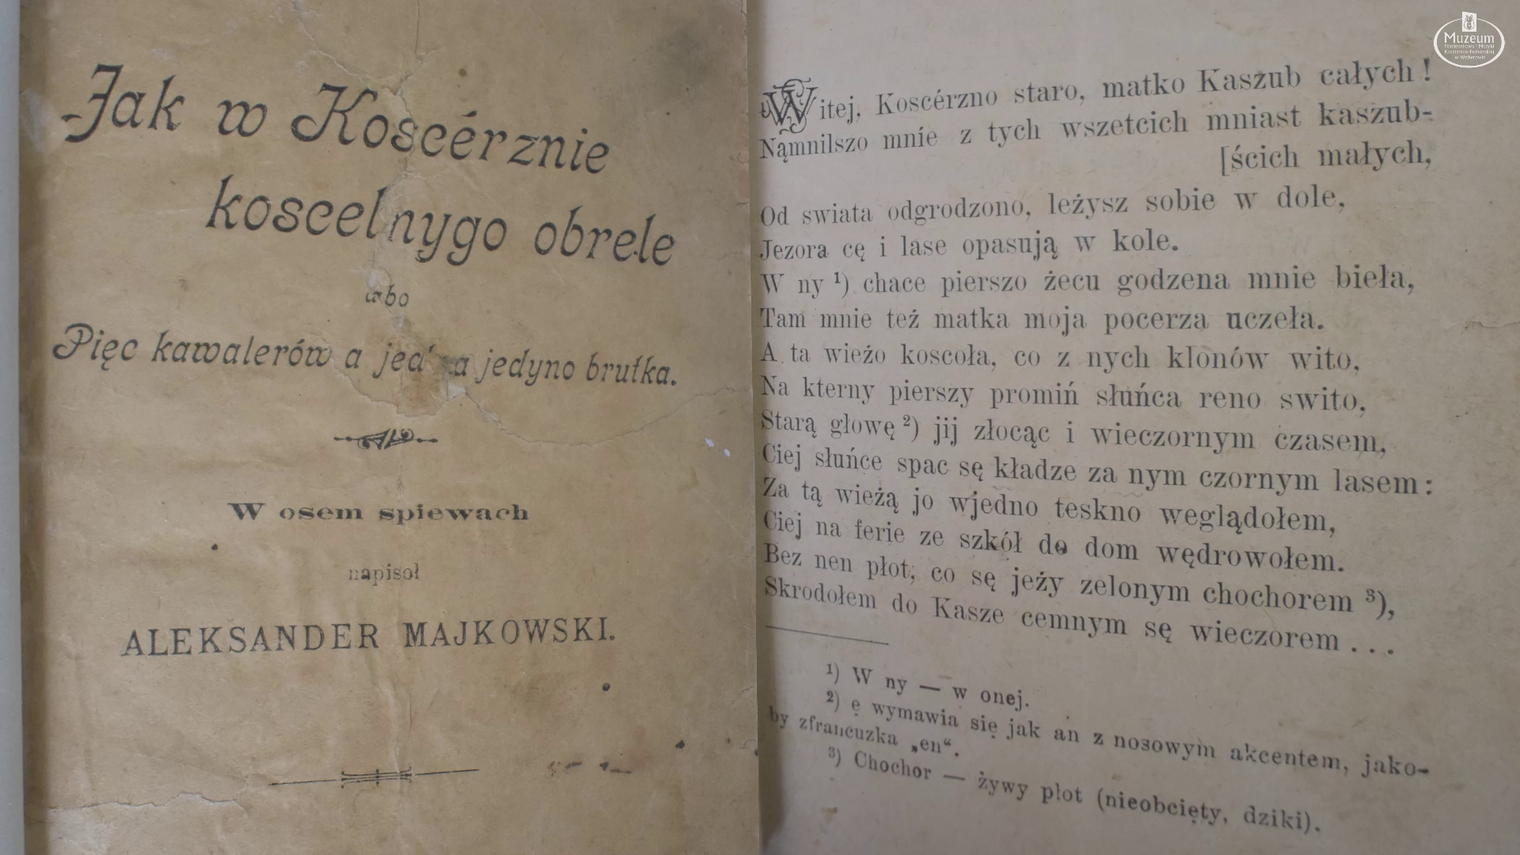 Jak w Koscérznie
koscelnygo obrele
abo
Pięc kawalerów a jedna jedyno brutka.
W osem spiewach
napisoł
ALEKSANDER MAJKOWSKI.
Witej, Koscérzno staro, matko Kaszub całych!
Nąmnilszo mnie z tych wszetcich mniast kaszub-
[ścich małych,
Od swiata odgrodzono, leżysz sobie w dole,
Jezora cę i lase opasują w kole.
W ny ¹) chace pierszo żecu godzena mnie bieła,
Tam mnie też matka moja pocerza uczeła.
A ta wieżo koscoła, co z nych klonów wito,
Na kterny pierszy promiń słuńca reno swito,
Starą głowę ²) jij złocąc i wieczornym czasem,
Ciej słuńce spac sę kładze za nym czornym lasem:
Za tą wieżą jo wjedno teskno weglądołem,
Ciej na ferie ze szkół do dom wędrowołem.
Bez nen płot, co sę jeży zelonym chochorem ³),
Skrodołem do Kasze cemnym sę wieczorem . . .
¹) W ny — w onej.
²) ę wymawia się jak an z nosowym akcentem, jako-
by zfrancuzka „en“.
³) Chochor — żywy płot (nieobcięty, dziki).
Muzeum